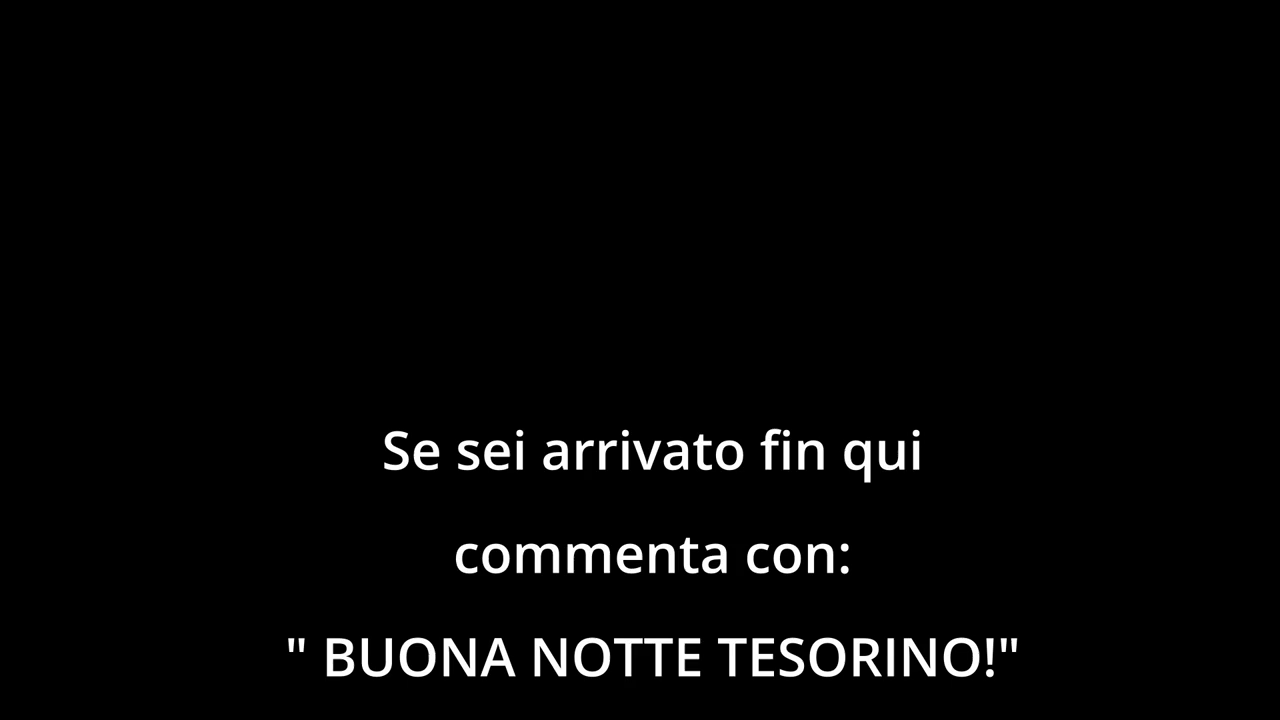 Se sei arrivato fin qui
commenta con:
" BUONA NOTTE TESORINO!"